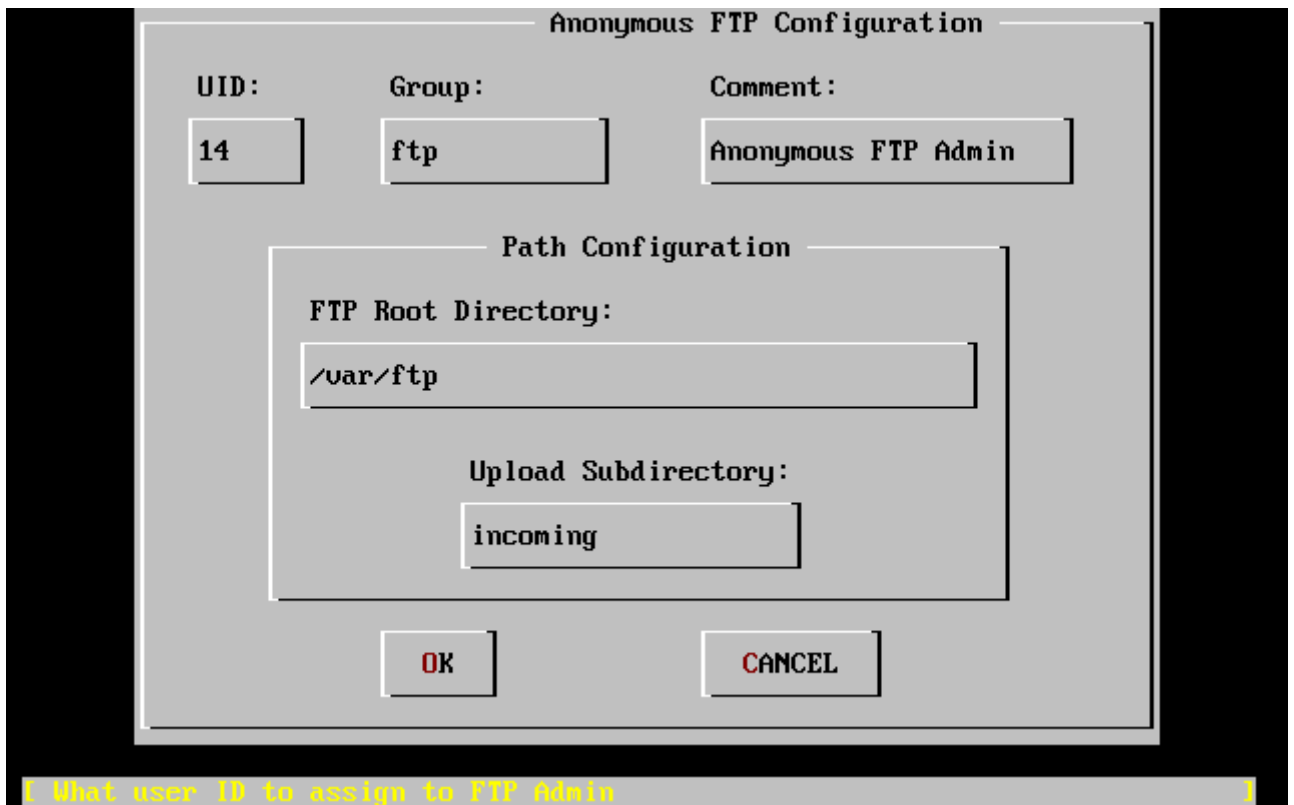 Anonymous FTP Configuration
UID: Group: Comment:
14 ftp Anonymous FTP Admin
Path Configuration
FTP Root Directory:
/var/ftp
Upload Subdirectory:
incoming
OK CANCEL
[ What user ID to assign to FTP Admin ]